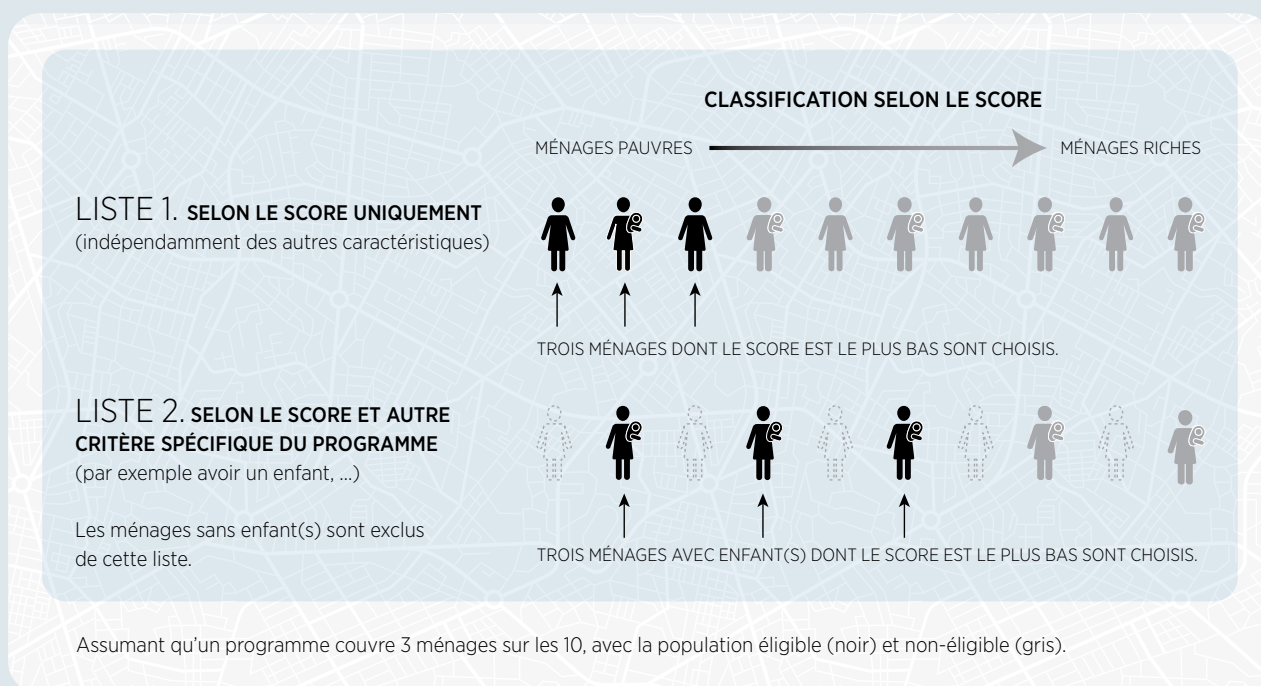 CLASSIFICATION SELON LE SCORE
MÉNAGES PAUVRES
MÉNAGES RICHES
LISTE 1. SELON LE SCORE UNIQUEMENT
(indépendamment des autres caractéristiques)
TROIS MÉNAGES DONT LE SCORE EST LE PLUS BAS SONT CHOISIS.
LISTE 2. SELON LE SCORE ET AUTRE
CRITÈRE SPÉCIFIQUE DU PROGRAMME
(par exemple avoir un enfant, ...)
Les ménages sans enfant(s) sont exclus
de cette liste.
TROIS MÉNAGES AVEC ENFANT(S) DONT LE SCORE EST LE PLUS BAS SONT CHOISIS.
Assumant qu'un programme couvre 3 ménages sur les 10, avec la population éligible (noir) et non-éligible (gris).